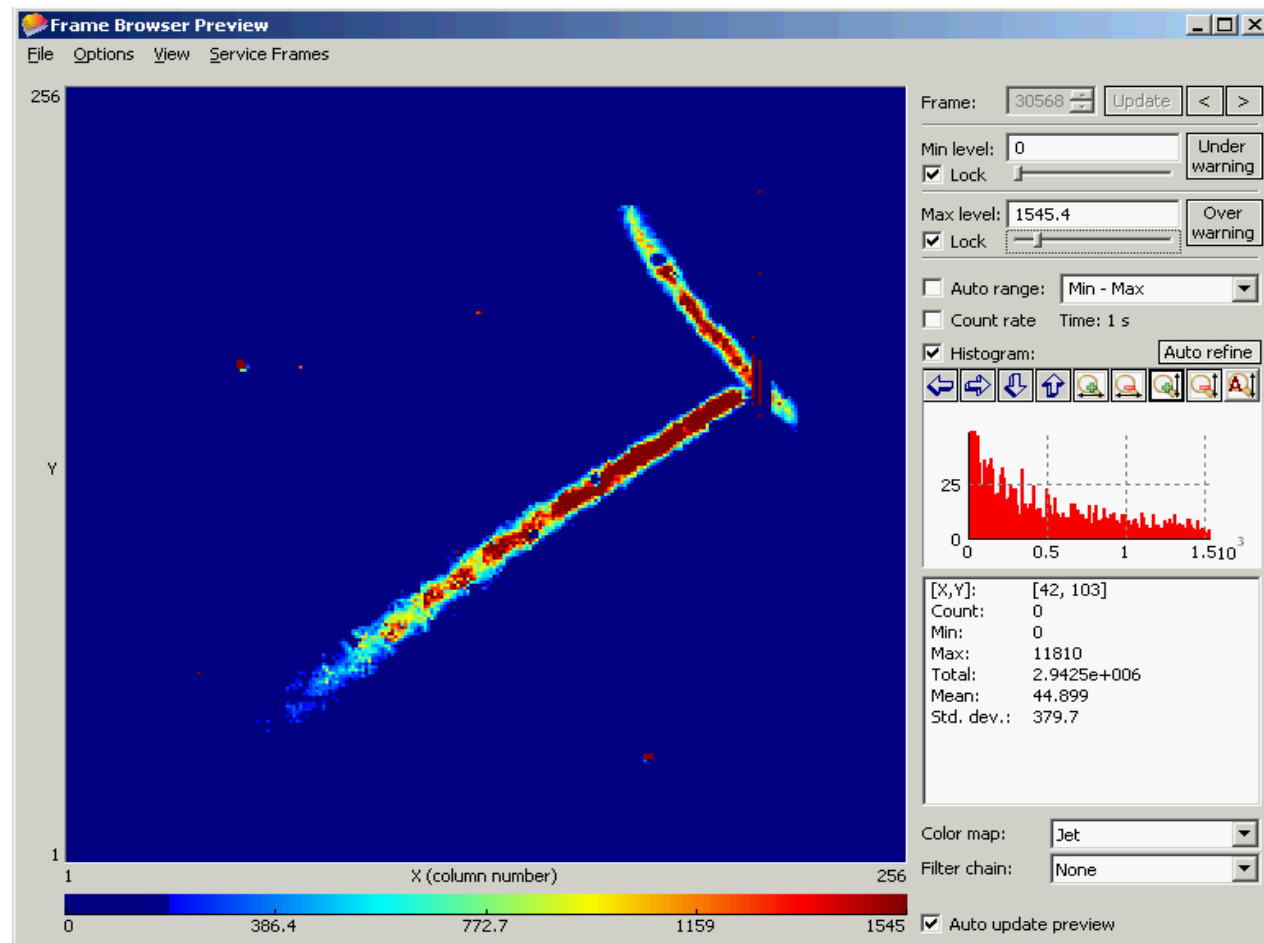 Frame Browser Preview
File Options View Service Frames
256
Y
1
1 X (column number) 256
0 386.4 772.7 1159 1545
Frame: 30568 Update < >
Min level: 0 Under warning
Lock
Max level: 1545.4 Over warning
Lock
Auto range: Min - Max
Count rate Time: 1 s
Histogram: Auto refine
A
25
0
0 0.5 1 1.5 10 3
[X,Y]: [42, 103]
Count: 0
Min: 0
Max: 11810
Total: 2.9425e+006
Mean: 44.899
Std. dev.: 379.7
Color map: Jet
Filter chain: None
Auto update preview